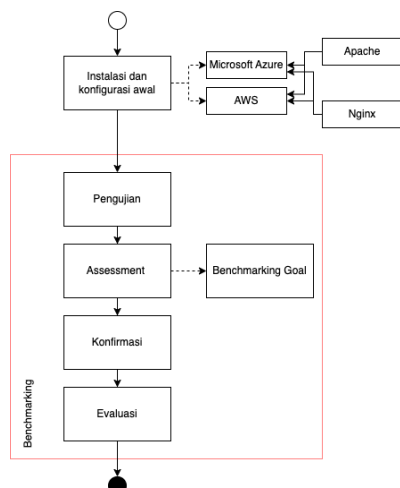 Instalasi dan
konfigurasi awal
Microsoft Azure
AWS
Apache
Nginx
Pengujian
Assessment
Benchmarking Goal
Konfirmasi
Evaluasi
Benchmarking